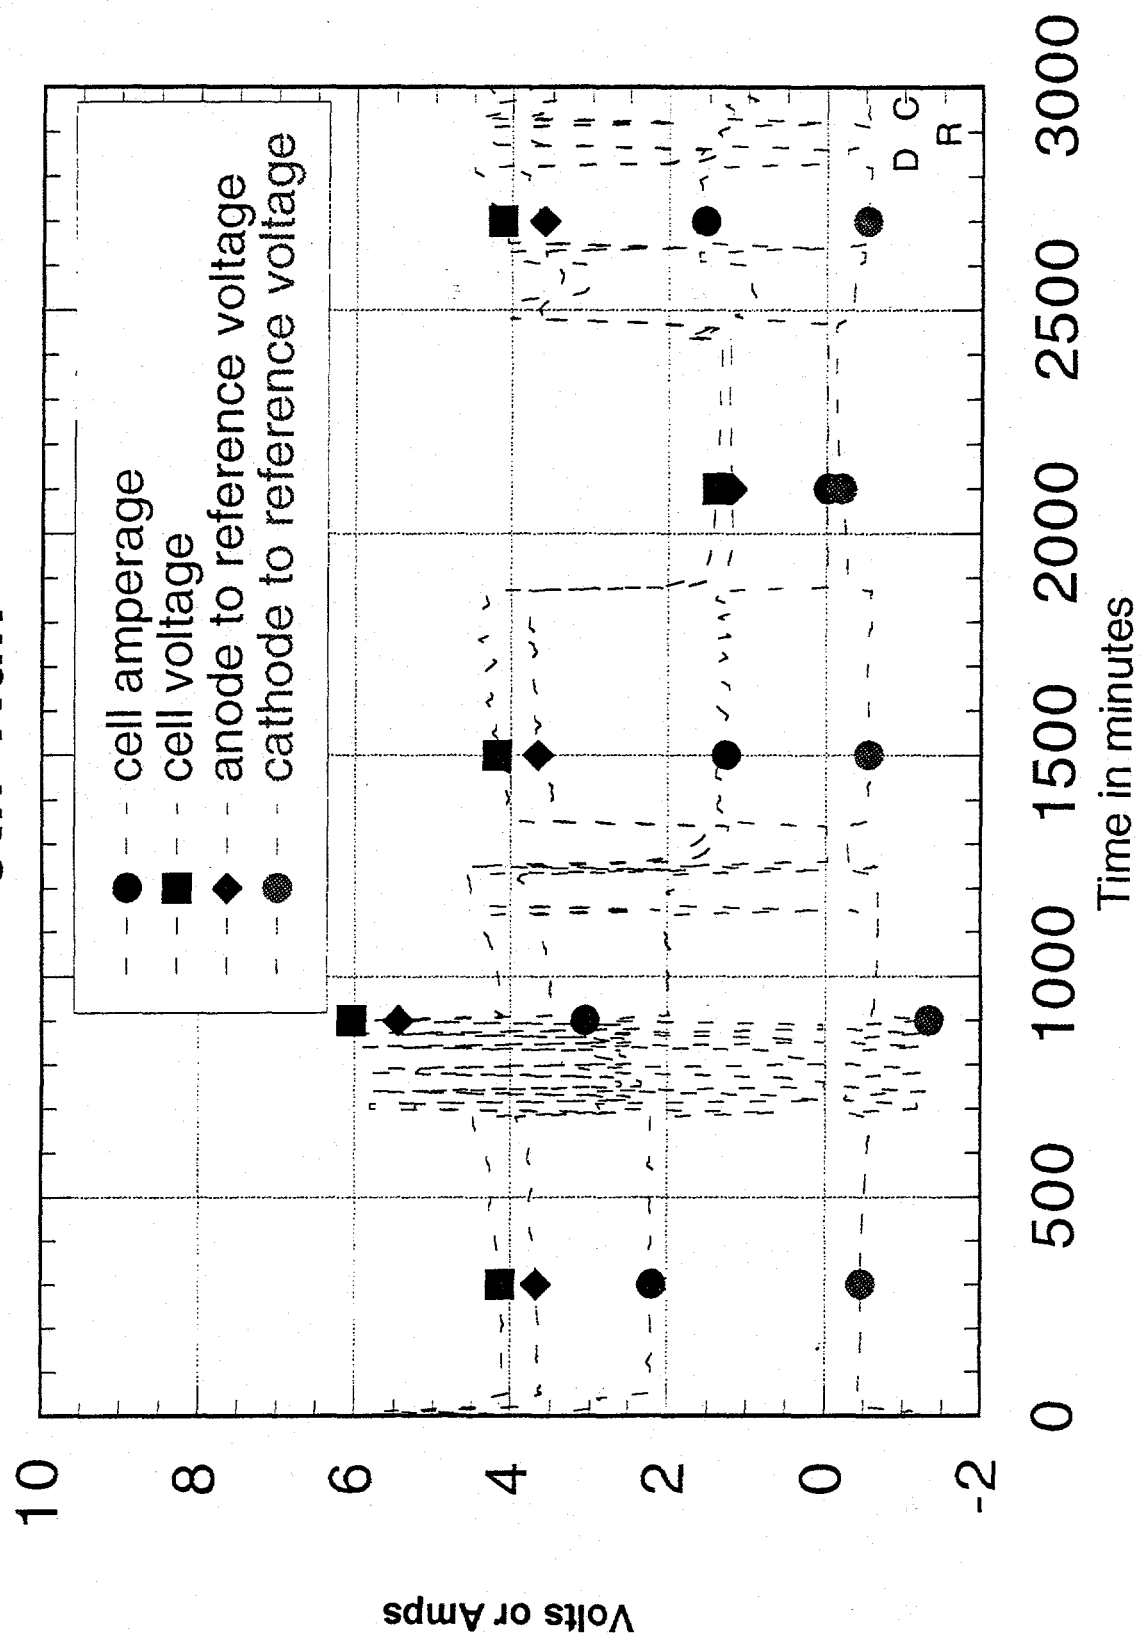 cell amperage
cell voltage
anode to reference voltage
cathode to reference voltage
10
8
6
4
2
0
-2
Volts or Amps
0
500
1000
1500
2000
2500
3000
Time in minutes
D C
R